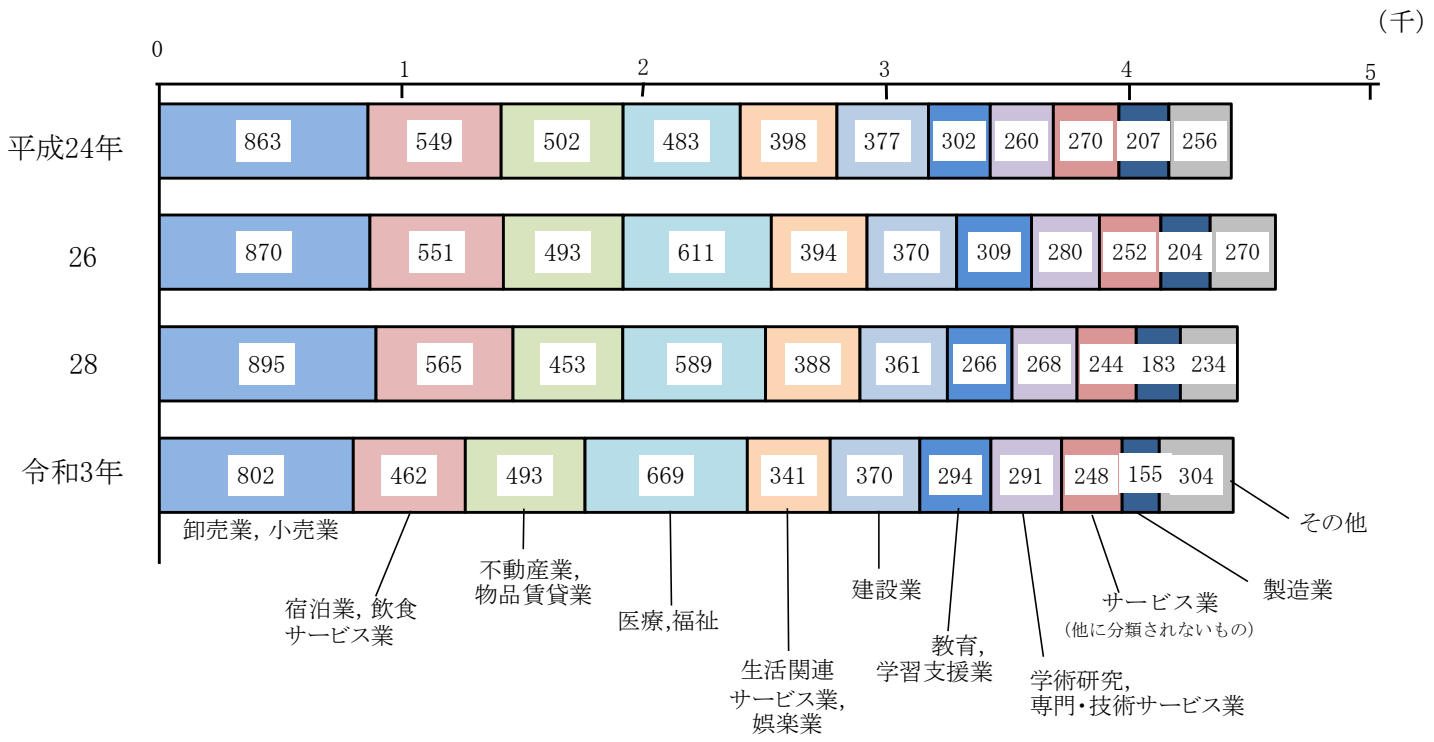 (千)
0
1
2
3
4
5
平成24年
863
549
502
483
398
377
302
260
270
207
256
26
870
551
493
611
394
370
309
280
252
204
270
28
895
565
453
589
388
361
266
268
244
183
234
令和3年
802
462
493
669
341
370
294
291
248
155
304
卸売業, 小売業
宿泊業, 飲食
サービス業
不動産業,
物品賃貸業
医療,福祉
生活関連
サービス業,
娯楽業
建設業
教育,
学習支援業
学術研究,
専門・技術サービス業
サービス業
(他に分類されないもの)
製造業
その他